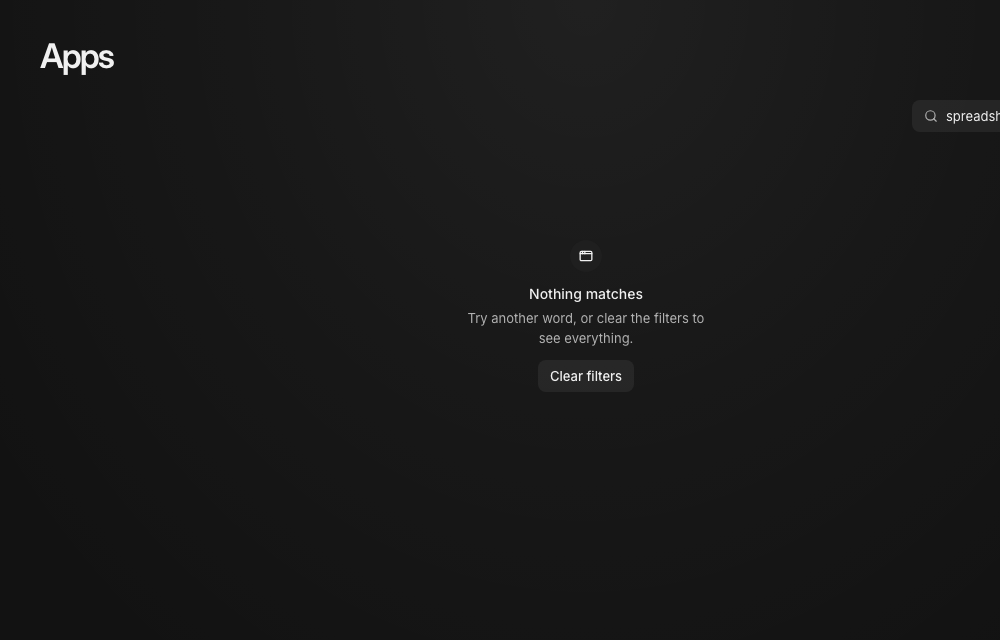 Apps
spreadsh
Nothing matches
Try another word, or clear the filters to
see everything.
Clear filters